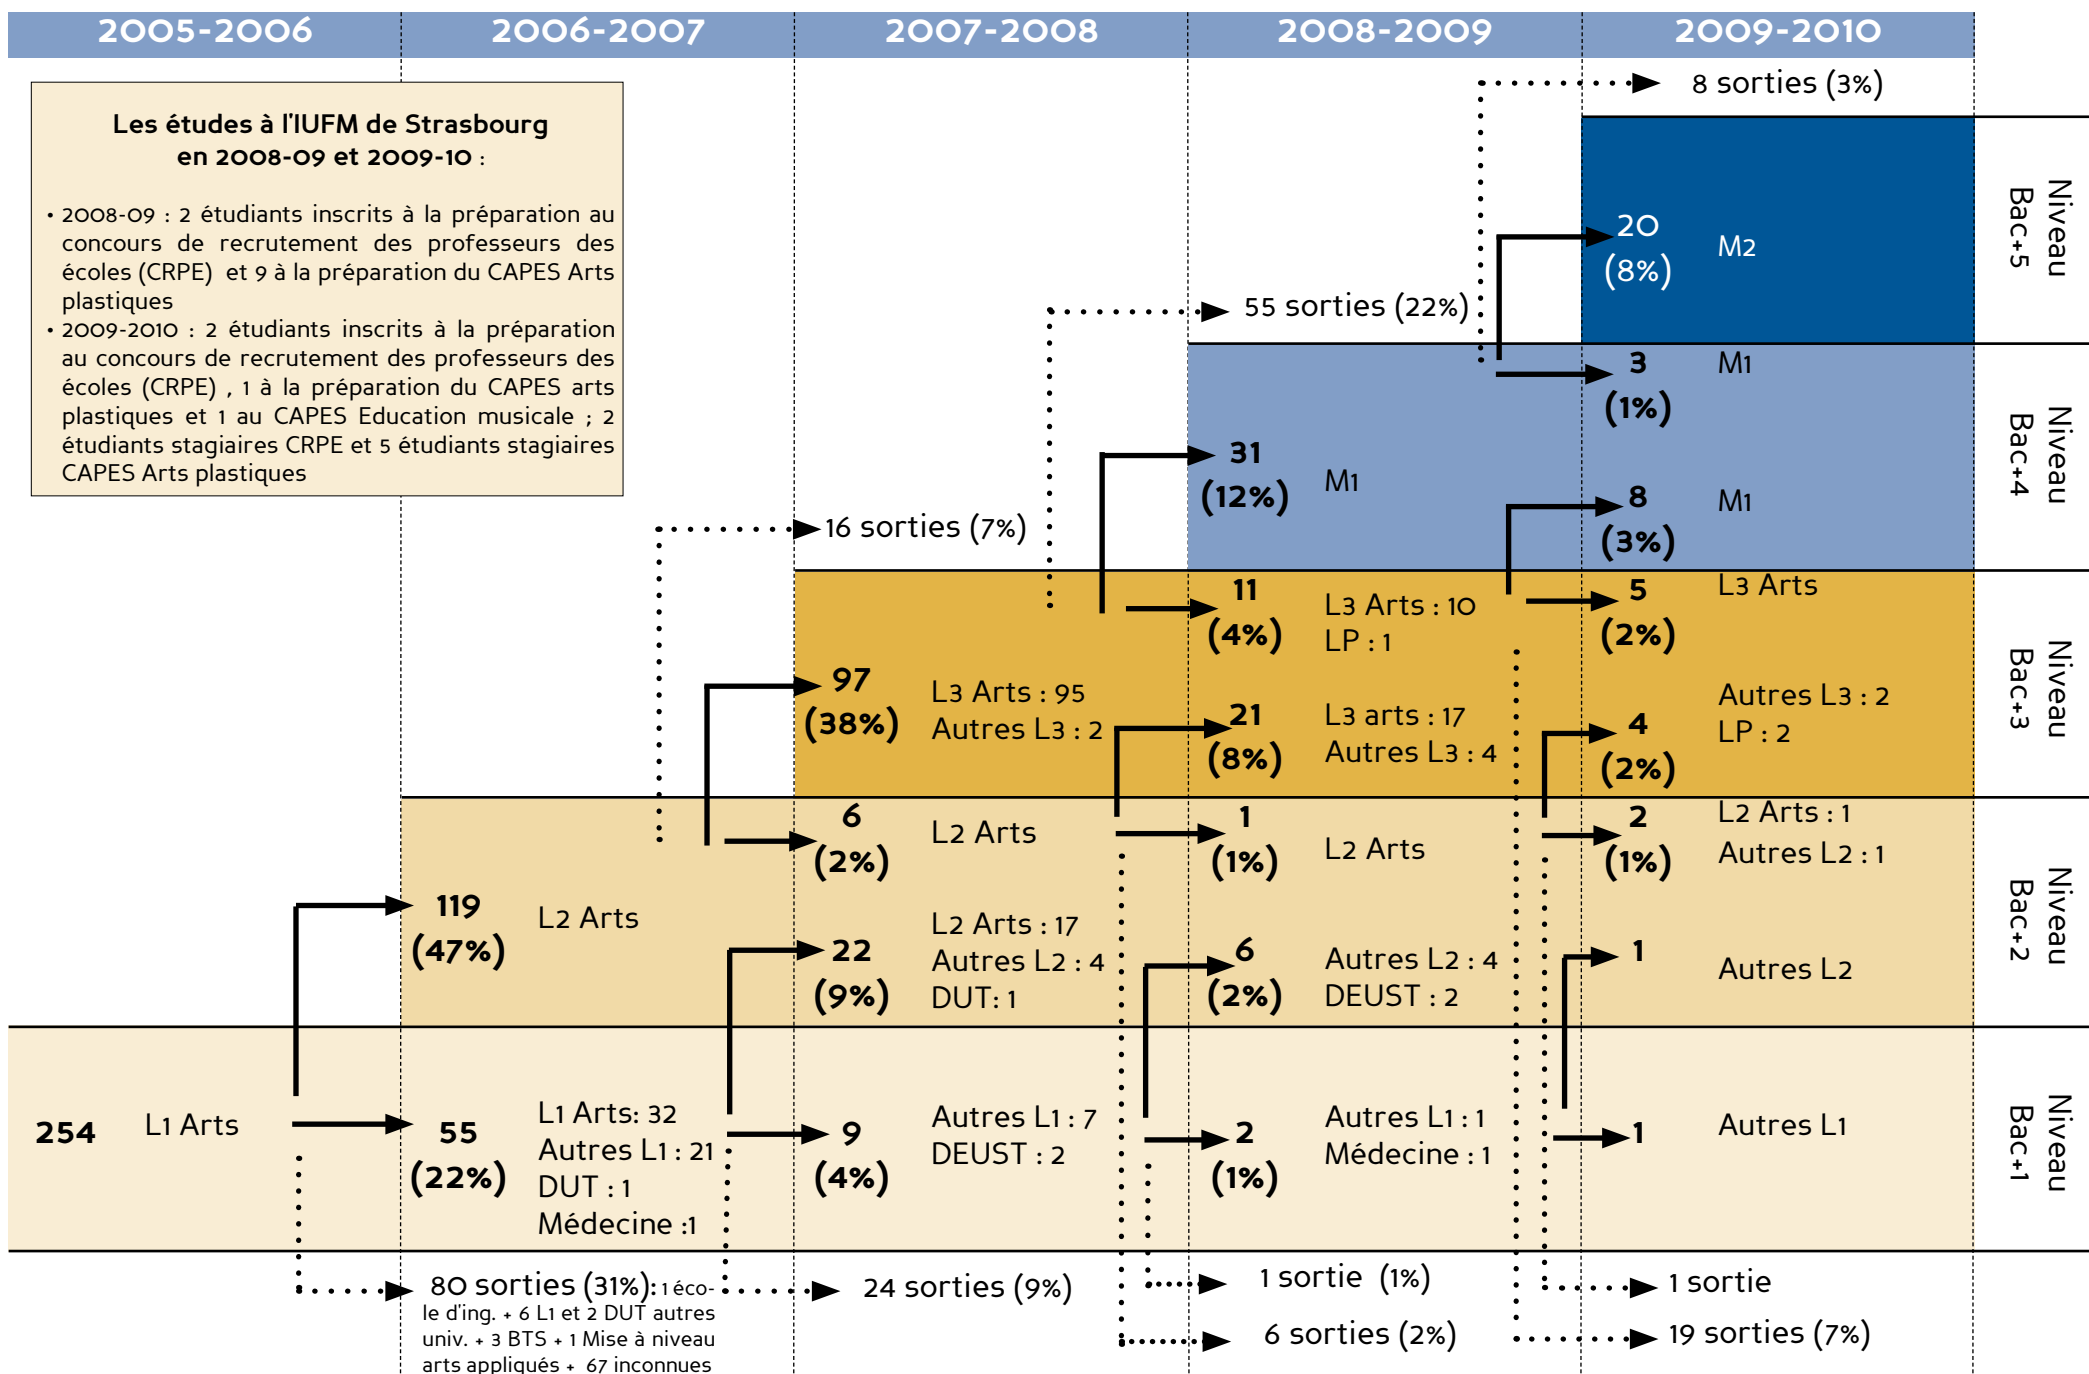 2005-2006
2006-2007
2007-2008
2008-2009
2009-2010
Les études à l'IUFM de Strasbourg
en 2008-09 et 2009-10 :
• 2008-09 : 2 étudiants inscrits à la préparation au
concours de recrutement des professeurs des
écoles (CRPE) et 9 à la préparation du CAPES Arts
plastiques
• 2009-2010 : 2 étudiants inscrits à la préparation
au concours de recrutement des professeurs des
écoles (CRPE) , 1 à la préparation du CAPES arts
plastiques et 1 au CAPES Education musicale ; 2
étudiants stagiaires CRPE et 5 étudiants stagiaires
CAPES Arts plastiques
8 sorties (3%)
20
(8%)
M2
Niveau
Bac+5
55 sorties (22%)
3
(1%)
M1
31
(12%)
M1
8
(3%)
M1
Niveau
Bac+4
16 sorties (7%)
97
(38%)
L3 Arts : 95
Autres L3 : 2
11
(4%)
L3 Arts : 10
LP : 1
21
(8%)
L3 arts : 17
Autres L3 : 4
5
(2%)
L3 Arts
4
(2%)
Autres L3 : 2
LP : 2
Niveau
Bac+3
119
(47%)
L2 Arts
6
(2%)
L2 Arts
22
(9%)
L2 Arts : 17
Autres L2 : 4
DUT: 1
1
(1%)
L2 Arts
6
(2%)
Autres L2 : 4
DEUST : 2
2
(1%)
L2 Arts : 1
Autres L2 : 1
1
Autres L2
Niveau
Bac+2
254
L1 Arts
55
(22%)
L1 Arts: 32
Autres L1 : 21
DUT : 1
Médecine :1
9
(4%)
Autres L1 : 7
DEUST : 2
2
(1%)
Autres L1 : 1
Médecine : 1
1
Autres L1
Niveau
Bac+1
80 sorties (31%): 1 éco-
le d'ing. + 6 L1 et 2 DUT autres
univ. + 3 BTS + 1 Mise à niveau
arts appliqués + 67 inconnues
24 sorties (9%)
1 sortie (1%)
6 sorties (2%)
1 sortie
19 sorties (7%)